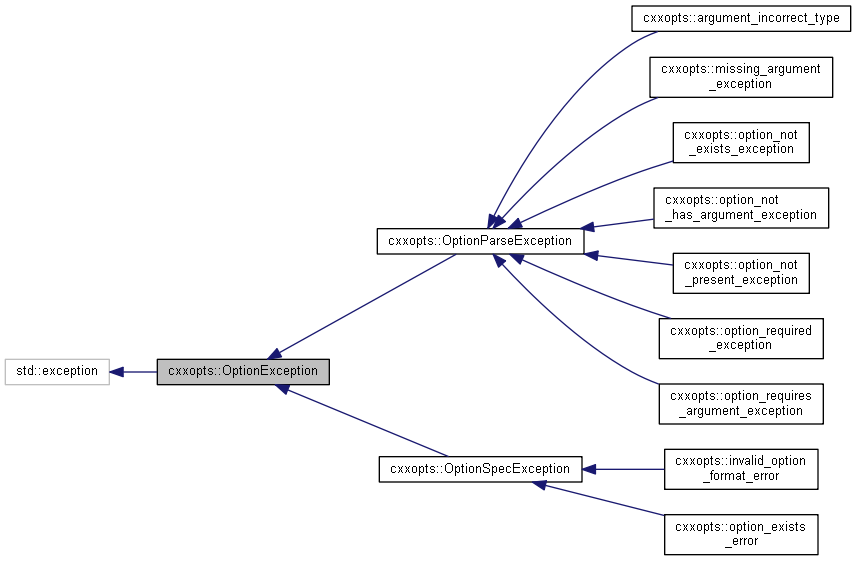 cxxopts::argument_incorrect_type
cxxopts::missing_argument
_exception
cxxopts::option_not
_exists_exception
cxxopts::option_not
_has_argument_exception
cxxopts::OptionParseException
cxxopts::option_not
_present_exception
cxxopts::option_required
_exception
std::exception
cxxopts::OptionException
cxxopts::option_requires
_argument_exception
cxxopts::OptionSpecException
cxxopts::invalid_option
_format_error
cxxopts::option_exists
_error